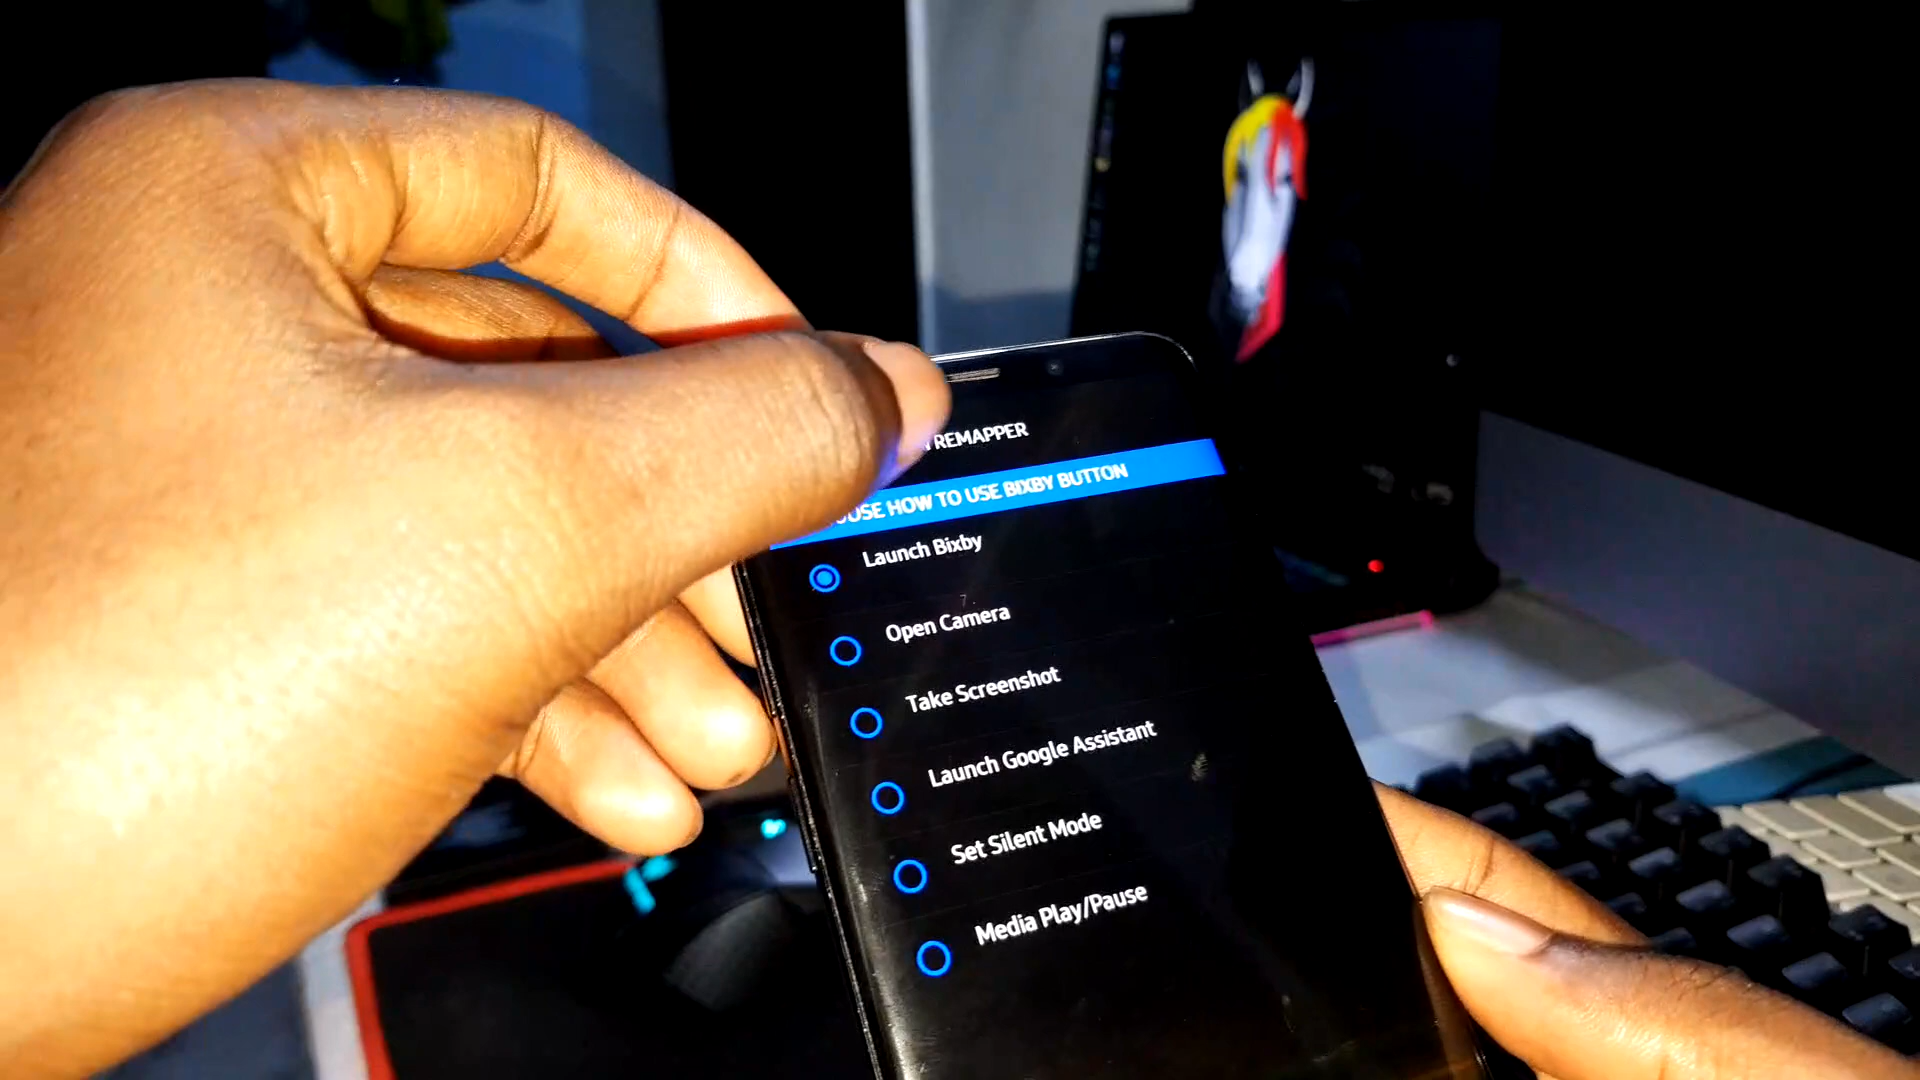 REMAPPER
HOW TO USE BIXBY BUTTON
Launch Bixby
Open Camera
Take Screenshot
Launch Google Assistant
Set Silent Mode
Media Play/Pause